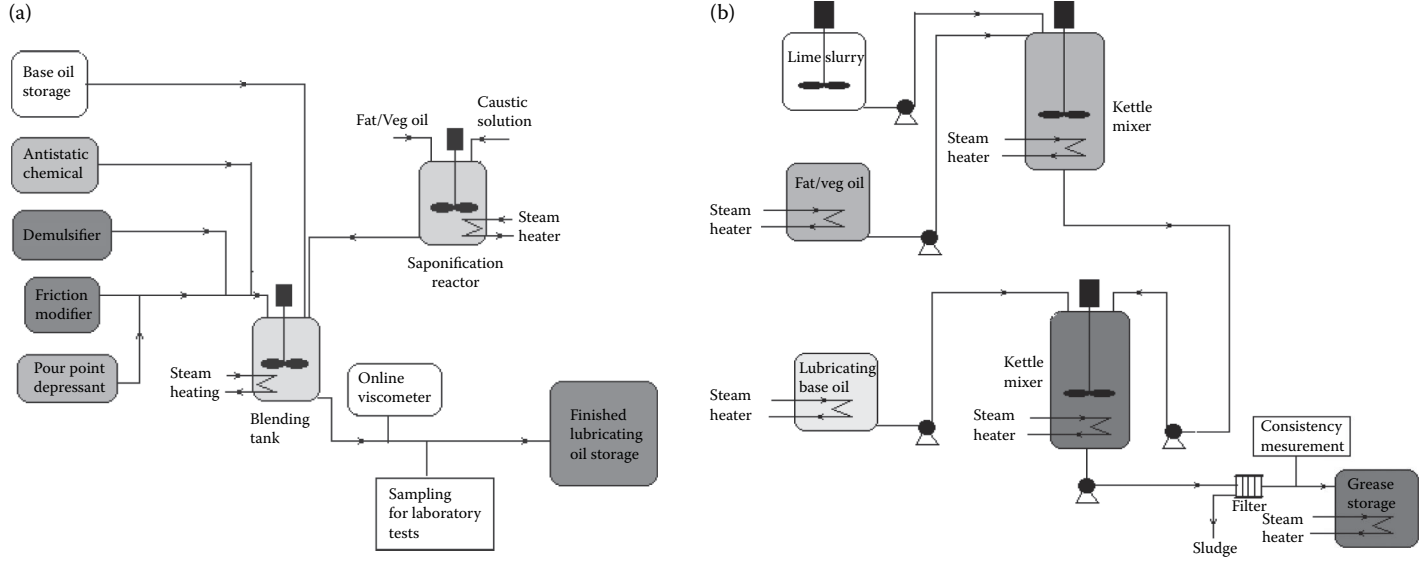 (a)
Base oil
storage
Antistatic
chemical
Demulsifier
Friction
modifier
Pour point
depressant
Fat/Veg oil
Caustic
solution
Steam
heater
Saponification
reactor
Steam
heating
Blending
tank
Online
viscometer
Sampling
for laboratory
tests
Finished
lubricating
oil storage
(b)
Lime slurry
Kettle
mixer
Steam
heater
Fat/veg oil
Steam
heater
Lubricating
base oil
Steam
heater
Kettle
mixer
Steam
heater
Consistency
mesurement
Filter
Sludge
Grease
storage
Steam
heater